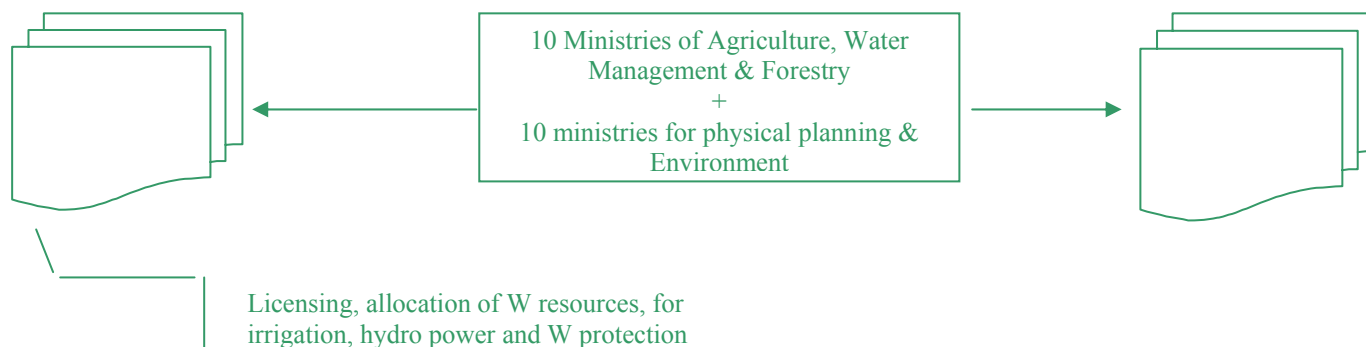 10 Ministries of Agriculture, Water
Management & Forestry
+
10 ministries for physical planning &
Environment
Licensing, allocation of W resources, for
irrigation, hydro power and W protection